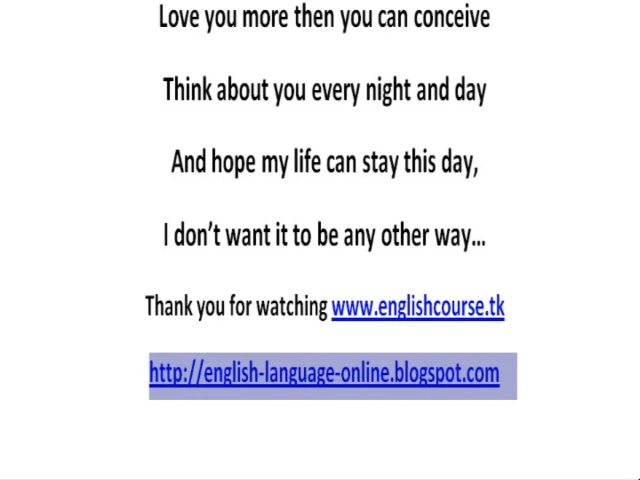 Love you more then you can conceive
Think about you every night and day
And hope my life can stay this day,
I don't want it to be any other way...
Thank you for watching www.englishcourse.tk
http://english-language-online.blogspot.com